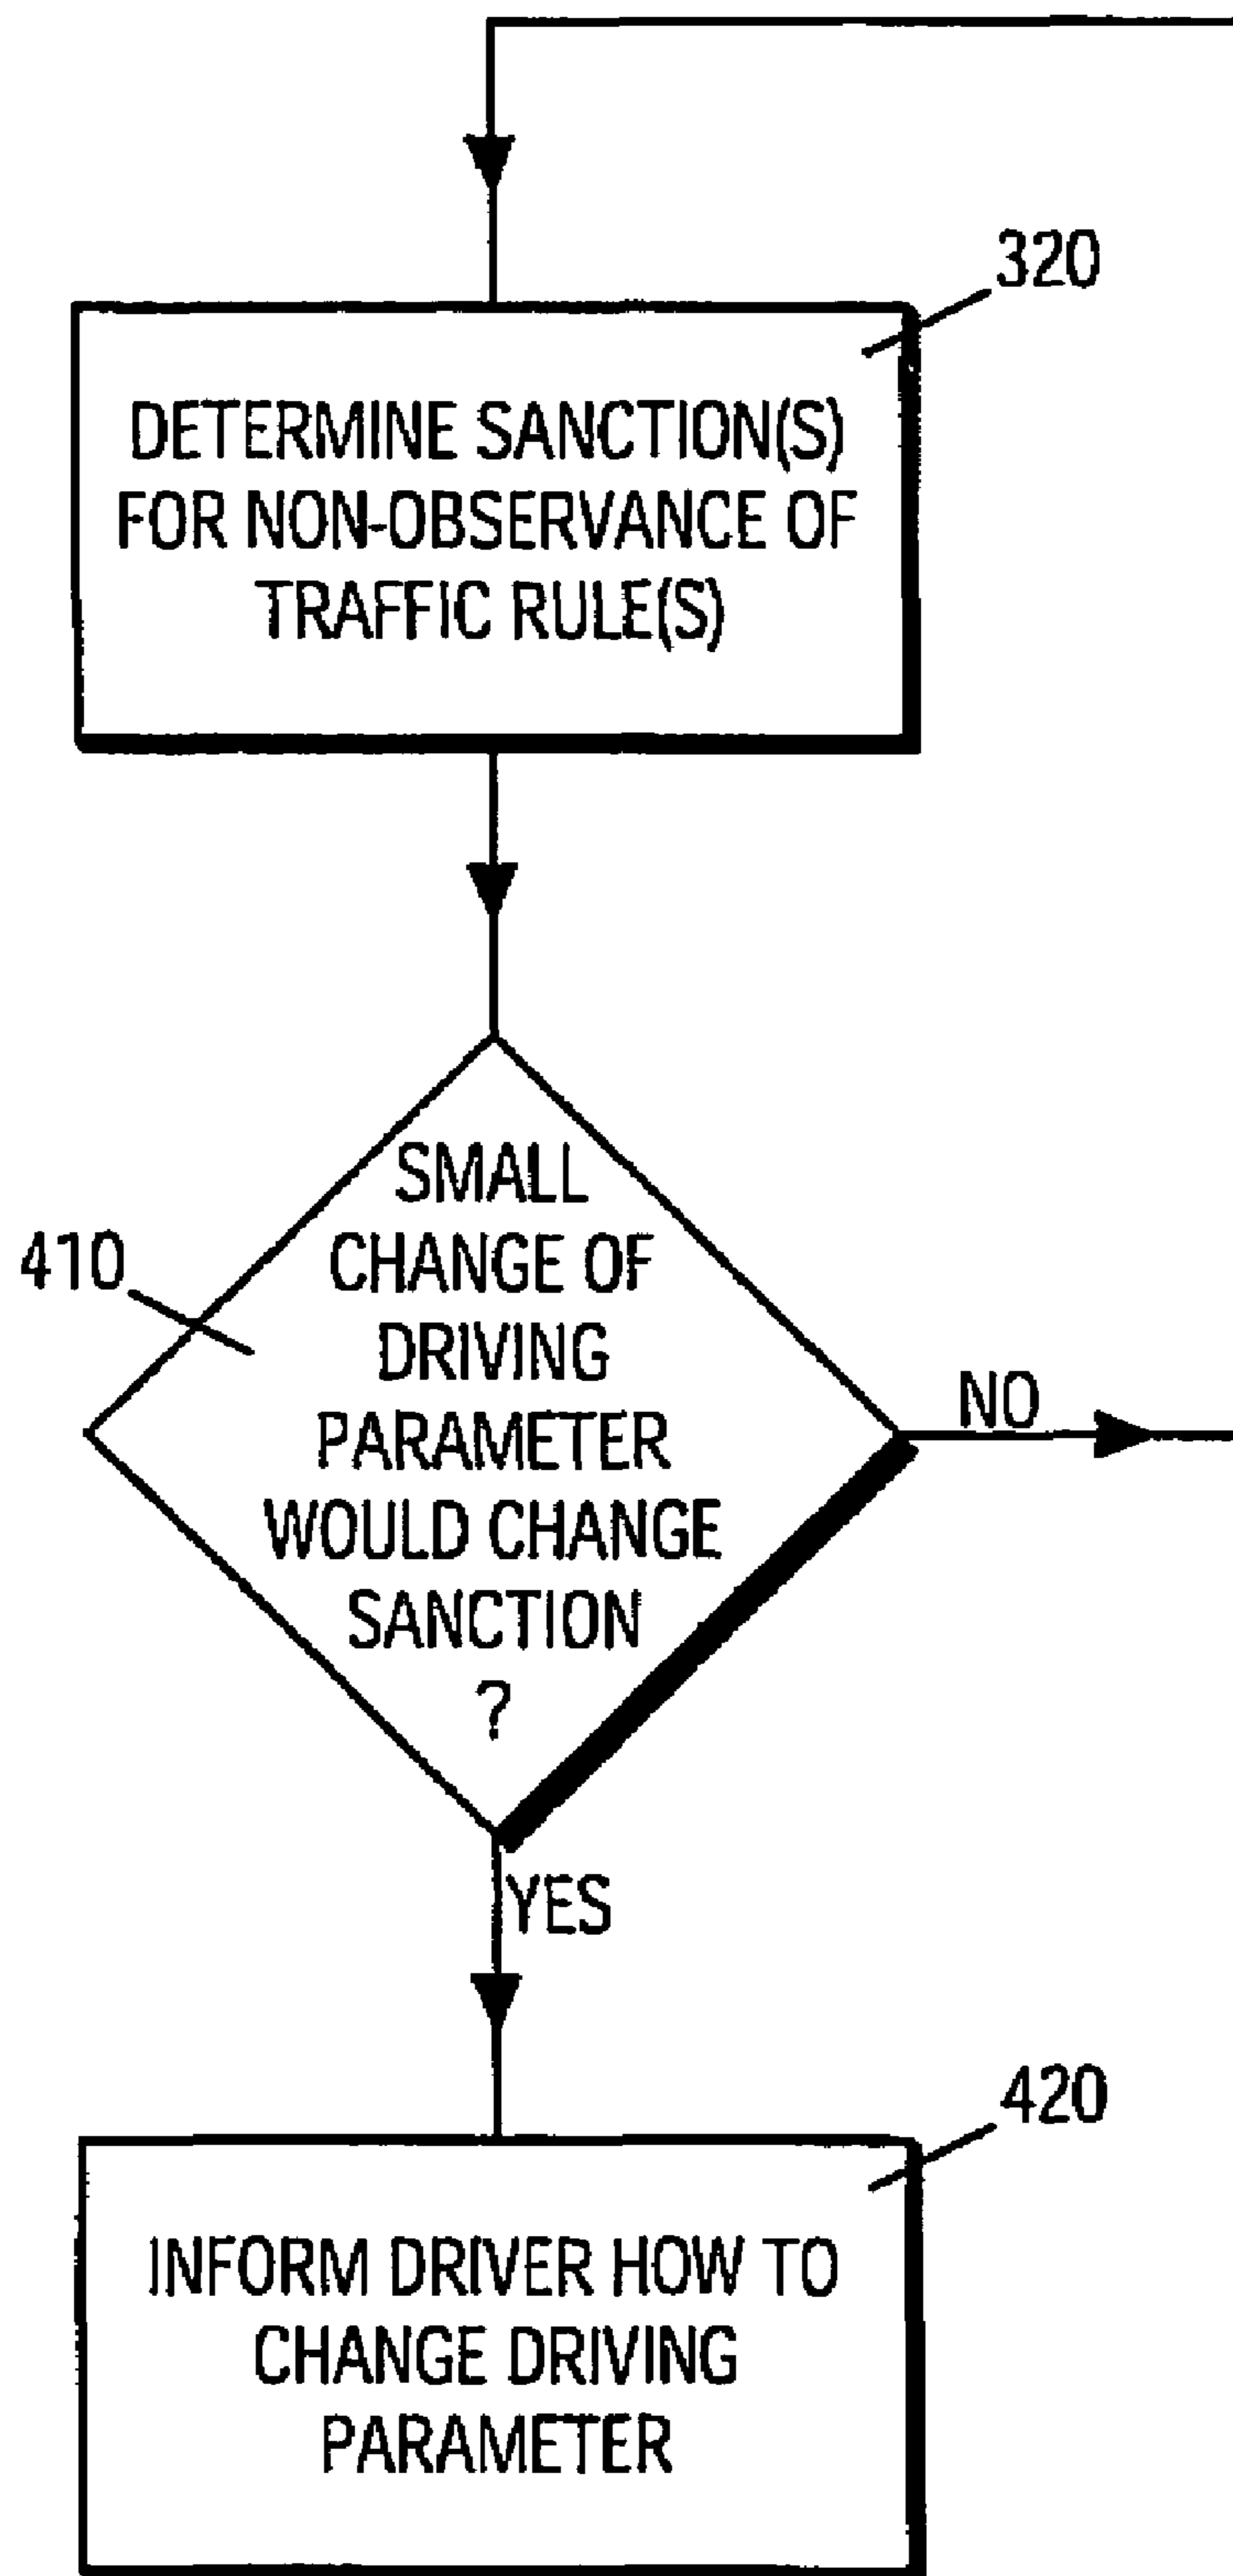 320
DETERMINE SANCTION(S)
FOR NON-OBSERVANCE OF
TRAFFIC RULE(S)
410
SMALL
CHANGE OF
DRIVING
PARAMETER
WOULD CHANGE
SANCTION
?
NO
YES
420
INFORM DRIVER HOW TO
CHANGE DRIVING
PARAMETER